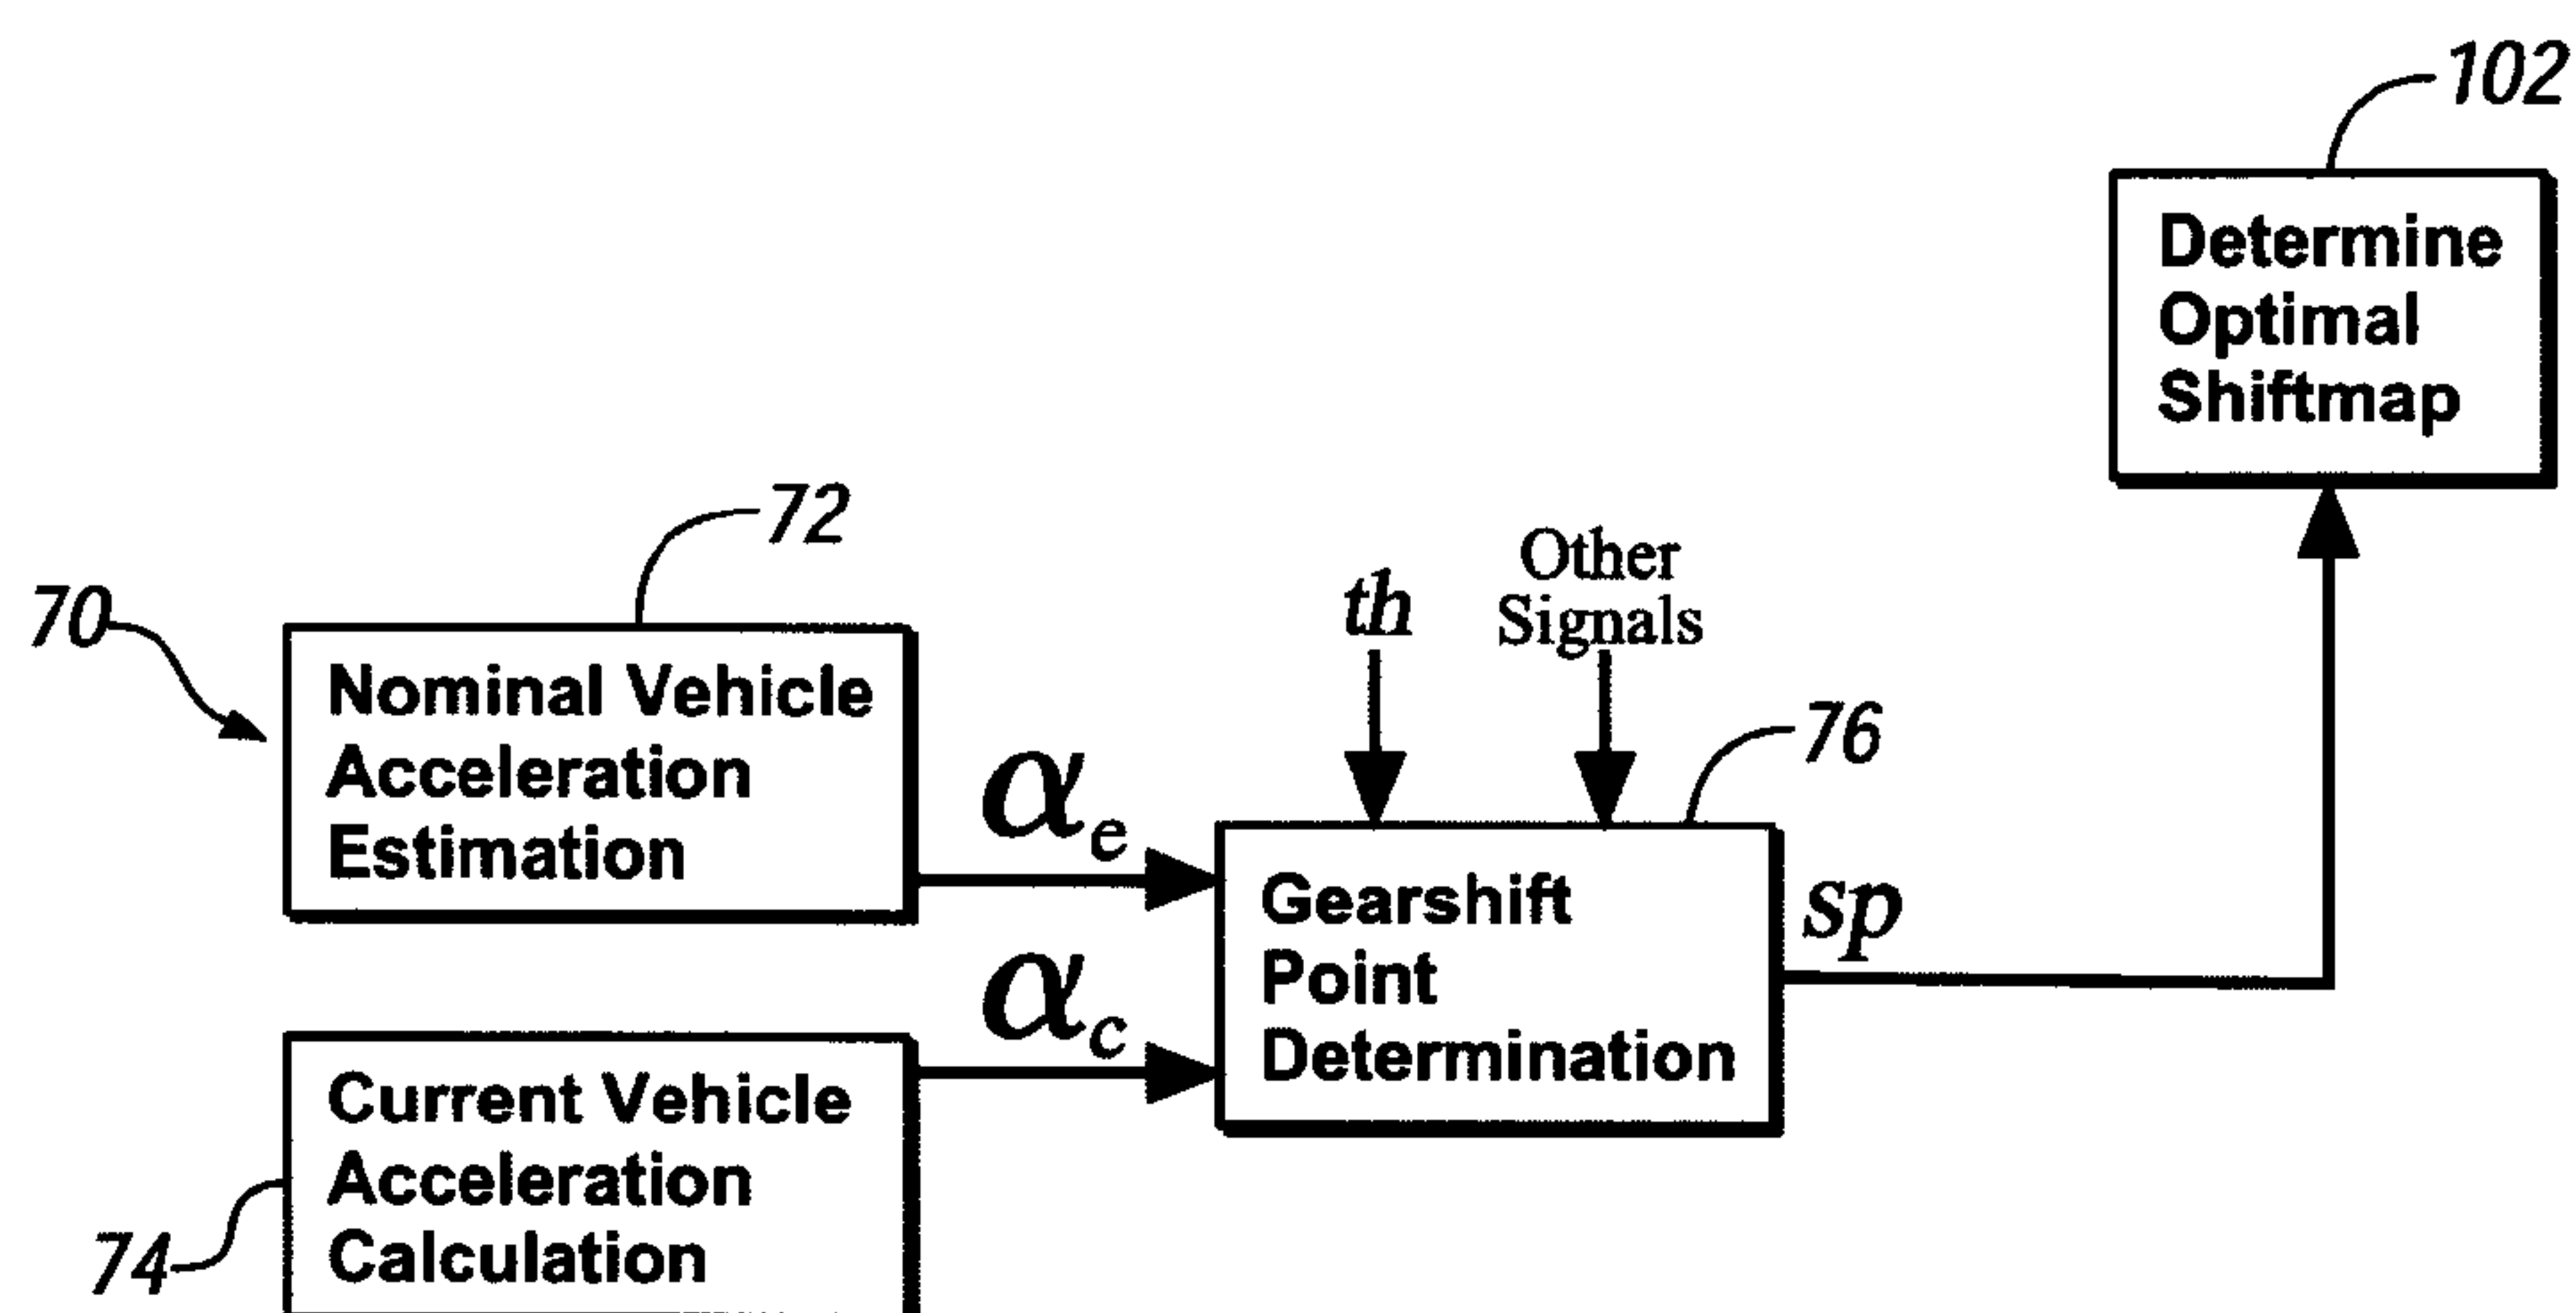 102
Determine
Optimal
Shiftmap
72
70
Nominal Vehicle
Acceleration
Estimation
th
Other
Signals
76
αe
αc
Gearshift
Point
Determination
sp
Current Vehicle
Acceleration
Calculation
74